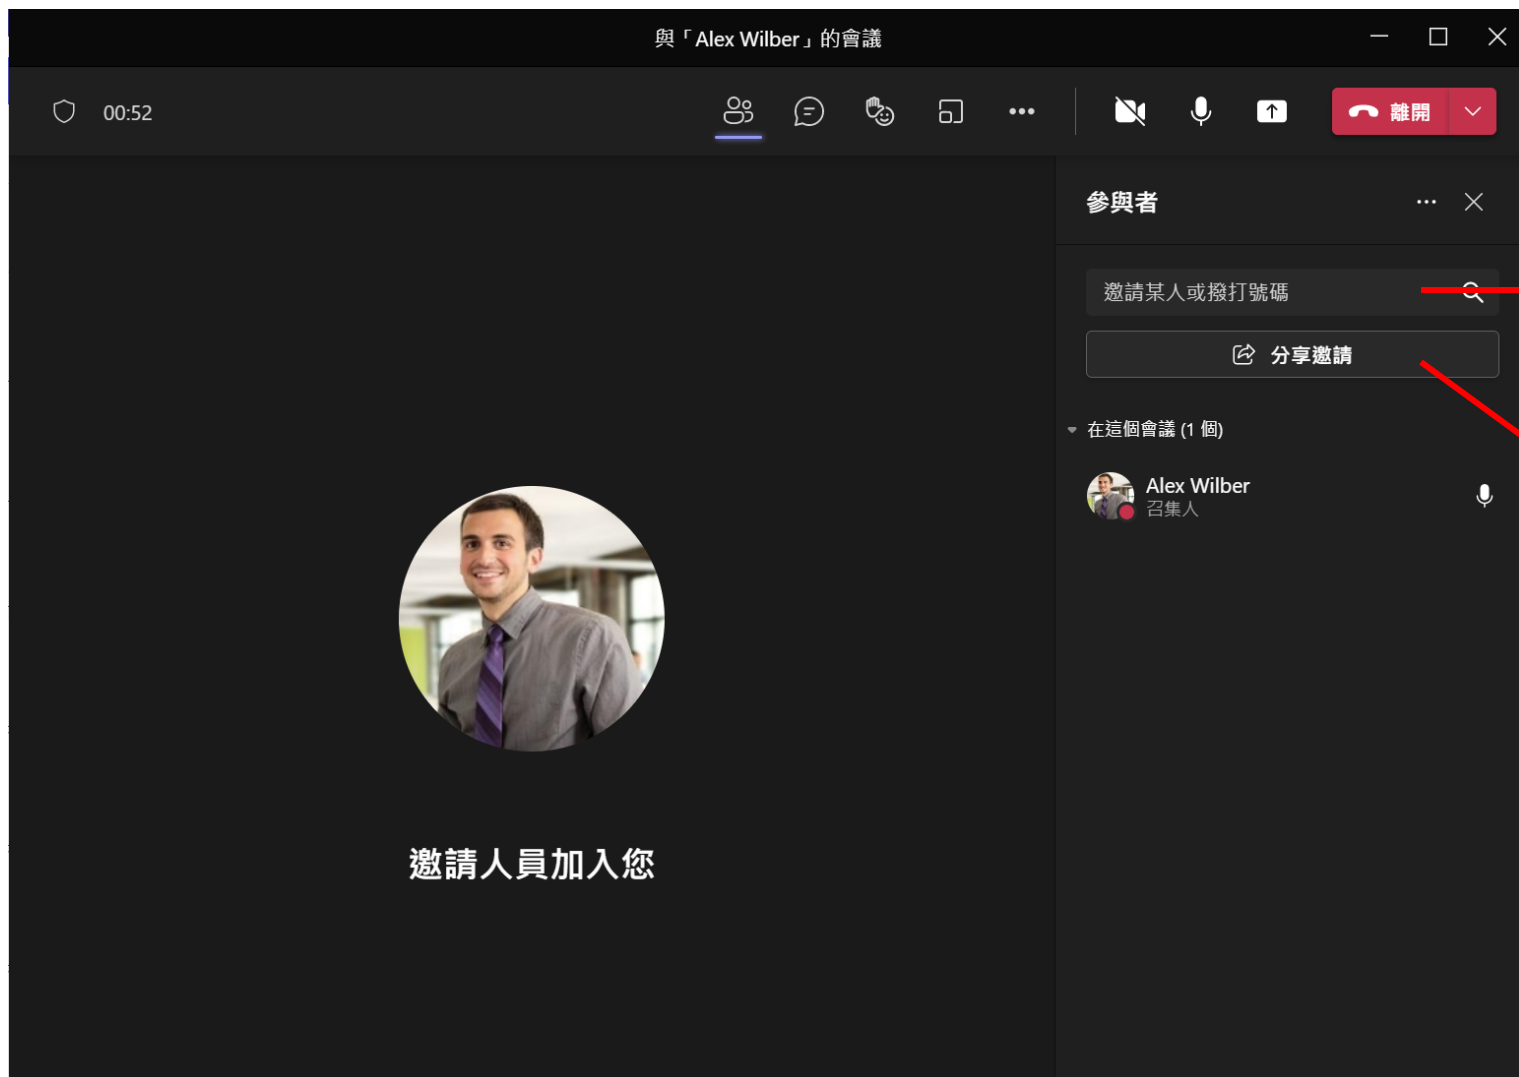 與「Alex Wilber」的會議
00:52
離開
參與者
邀請某人或撥打號碼
分享邀請
在這個會議 (1 個)
Alex Wilber
召集人
邀請人員加入您